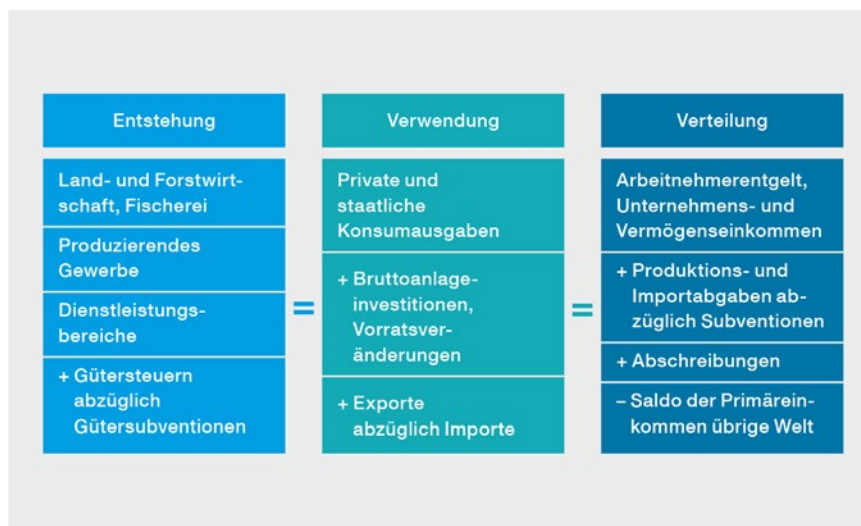 Entstehung
Land- und Forstwirt-
schaft, Fischerei
Produzierendes
Gewerbe
Dienstleistungs-
bereiche
+ Gütersteuern
abzüglich
Gütersubventionen
=
Verwendung
Private und
staatliche
Konsumausgaben
+ Bruttoanlage-
investitionen,
Vorratsver-
änderungen
+ Exporte
abzüglich Importe
=
Verteilung
Arbeitnehmerentgelt,
Unternehmens- und
Vermögenseinkommen
+ Produktions- und
Importabgaben ab-
züglich Subventionen
+ Abschreibungen
– Saldo der Primärein-
kommen übrige Welt